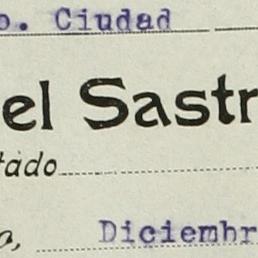 o. Ciudad
el Sastr
tado
o, Diciembr